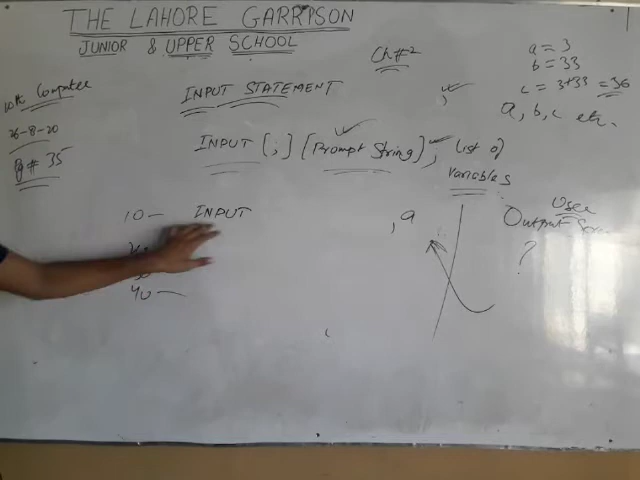 THE LAHORE GARRISON
JUNIOR & UPPER SCHOOL
Ch#2
10th Computer
26-8-20
Pg # 35
INPUT STATEMENT
;
,
a = 3
b = 33
c = 3+33 = 36
a, b, c etc.
INPUT [;] [Prompt String] , list of
variables
10 — INPUT , a
40 —
User
Output
?